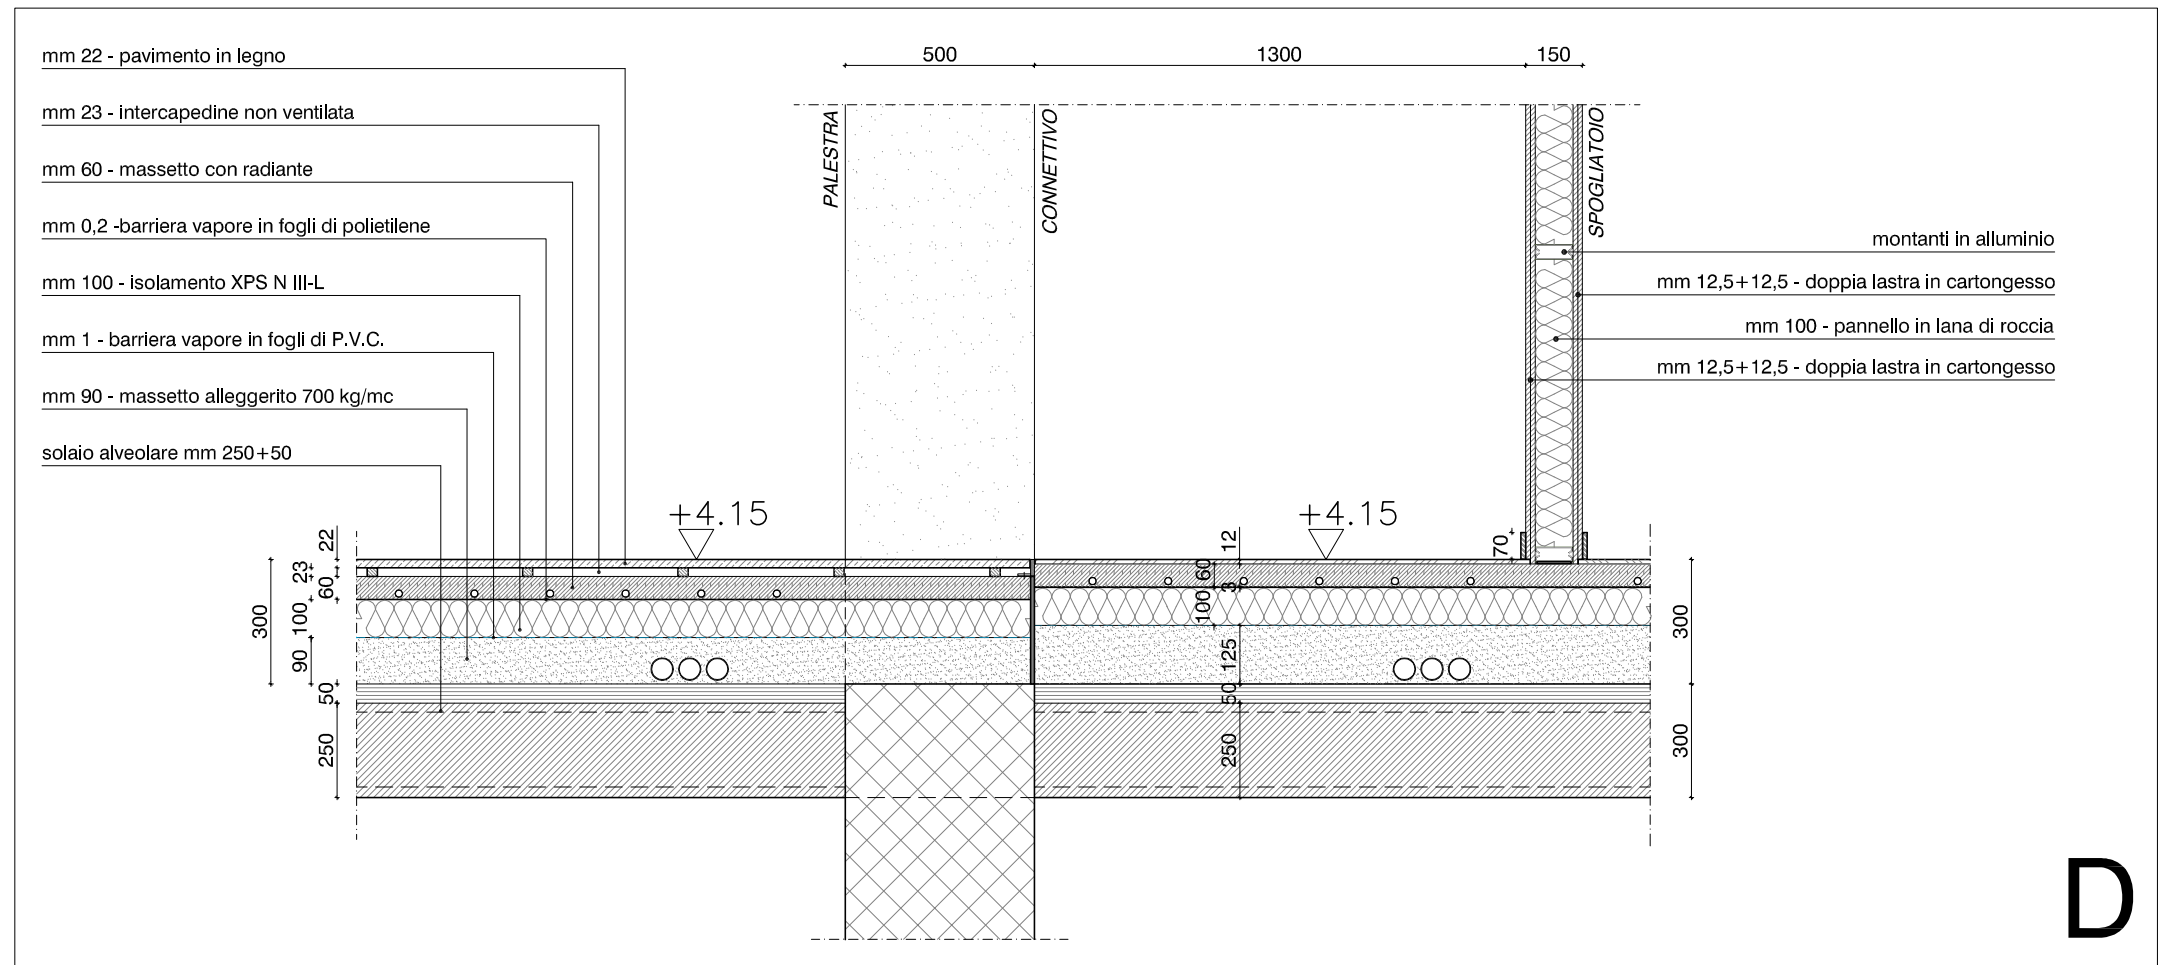 mm 22 - pavimento in legno
mm 23 - intercapedine non ventilata
mm 60 - massetto con radiante
mm 0,2 -barriera vapore in fogli di polietilene
mm 100 - isolamento XPS N III-L
mm 1 - barriera vapore in fogli di P.V.C.
mm 90 - massetto alleggerito 700 kg/mc
solaio alveolare mm 250+50
500
1300
150
PALESTRA
CONNETTIVO
SPOGLIATOIO
montanti in alluminio
mm 12,5+12,5 - doppia lastra in cartongesso
mm 100 - pannello in lana di roccia
mm 12,5+12,5 - doppia lastra in cartongesso
+4.15
+4.15
22
23
60
100
90
300
50
250
12
60
3
100
125
50
250
70
300
300
D